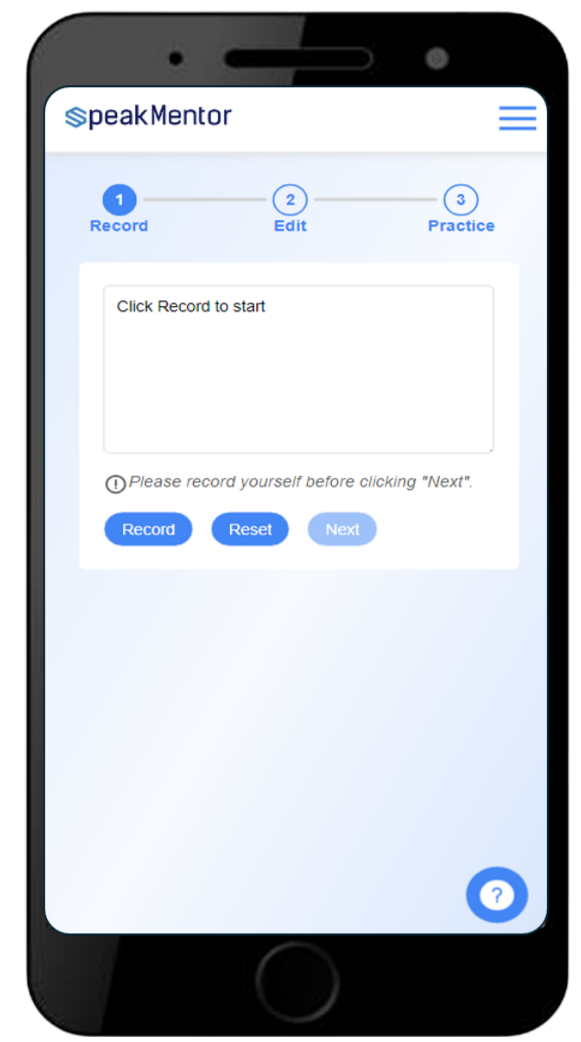 SpeakMentor
1
2
3
Record
Edit
Practice
Click Record to start
Please record yourself before clicking "Next".
Record
Reset
Next
?